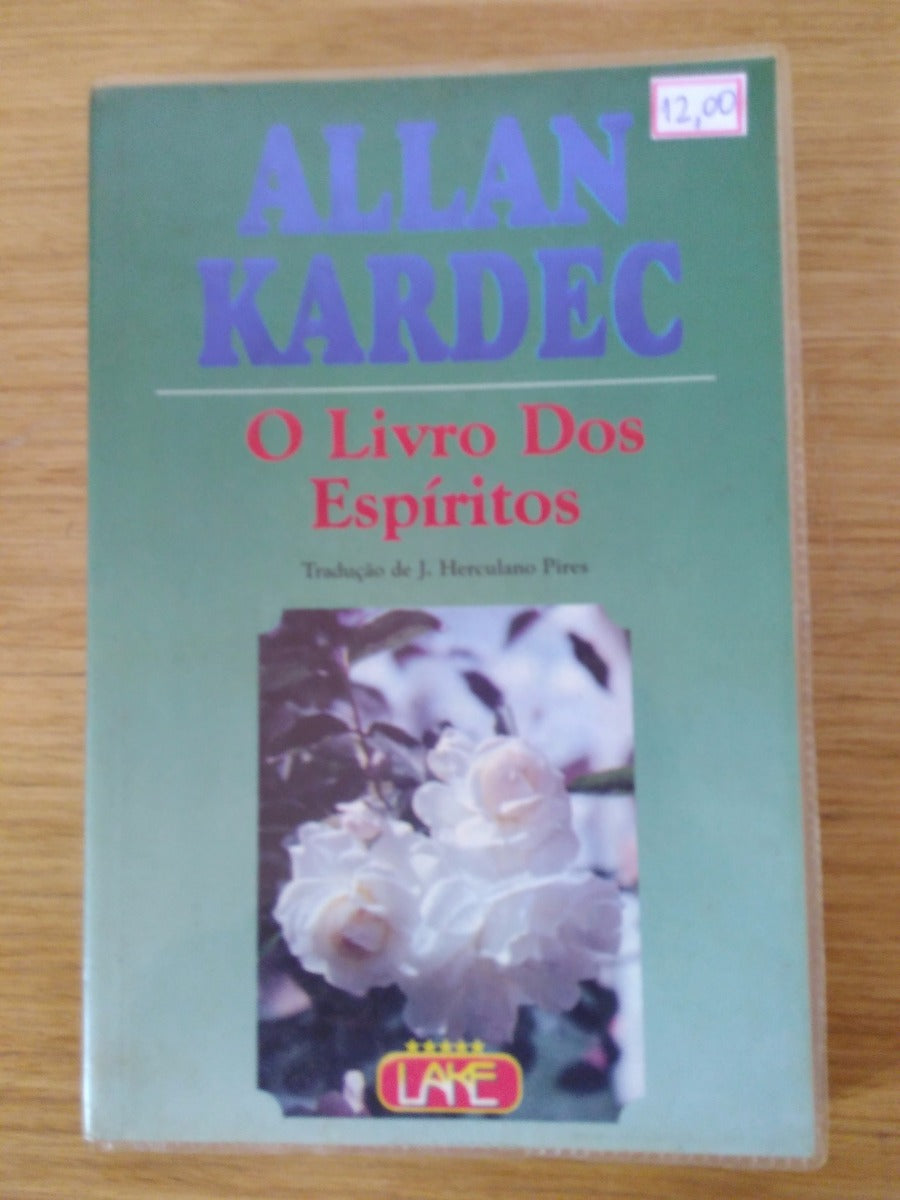 12,00
ALLAN
KARDEC
O Livro Dos
Espíritos
Tradução de J. Herculano Pires
LAKE